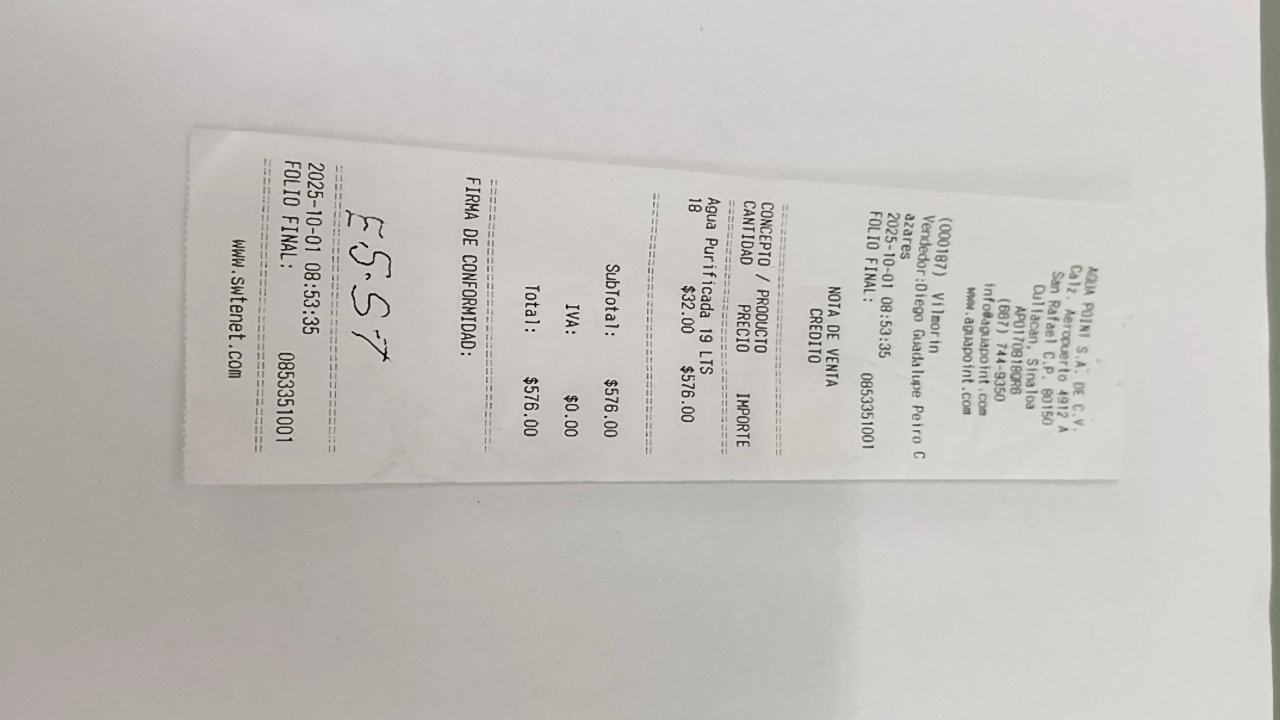 AGUA POINT S.A. DE C.V.
Calz. Aeropuerto 4912 A
San Rafael C.P. 80150
Culiacan, Sinaloa
APO170818QR6
(667) 744-9350
info@aguapoint.com
www.aguapoint.com
(000187) Vilmorin
Vendedor:Diego Guadalupe Peiro C
azares
2025-10-01 08:53:35
FOLIO FINAL: 0853351001
NOTA DE VENTA
CREDITO
CONCEPTO / PRODUCTO
CANTIDAD PRECIO IMPORTE
Agua Purificada 19 LTS
18 $32.00 $576.00
SubTotal: $576.00
IVA: $0.00
Total: $576.00
FIRMA DE CONFORMIDAD:
2025-10-01 08:53:35
FOLIO FINAL: 0853351001
www.swtenet.com